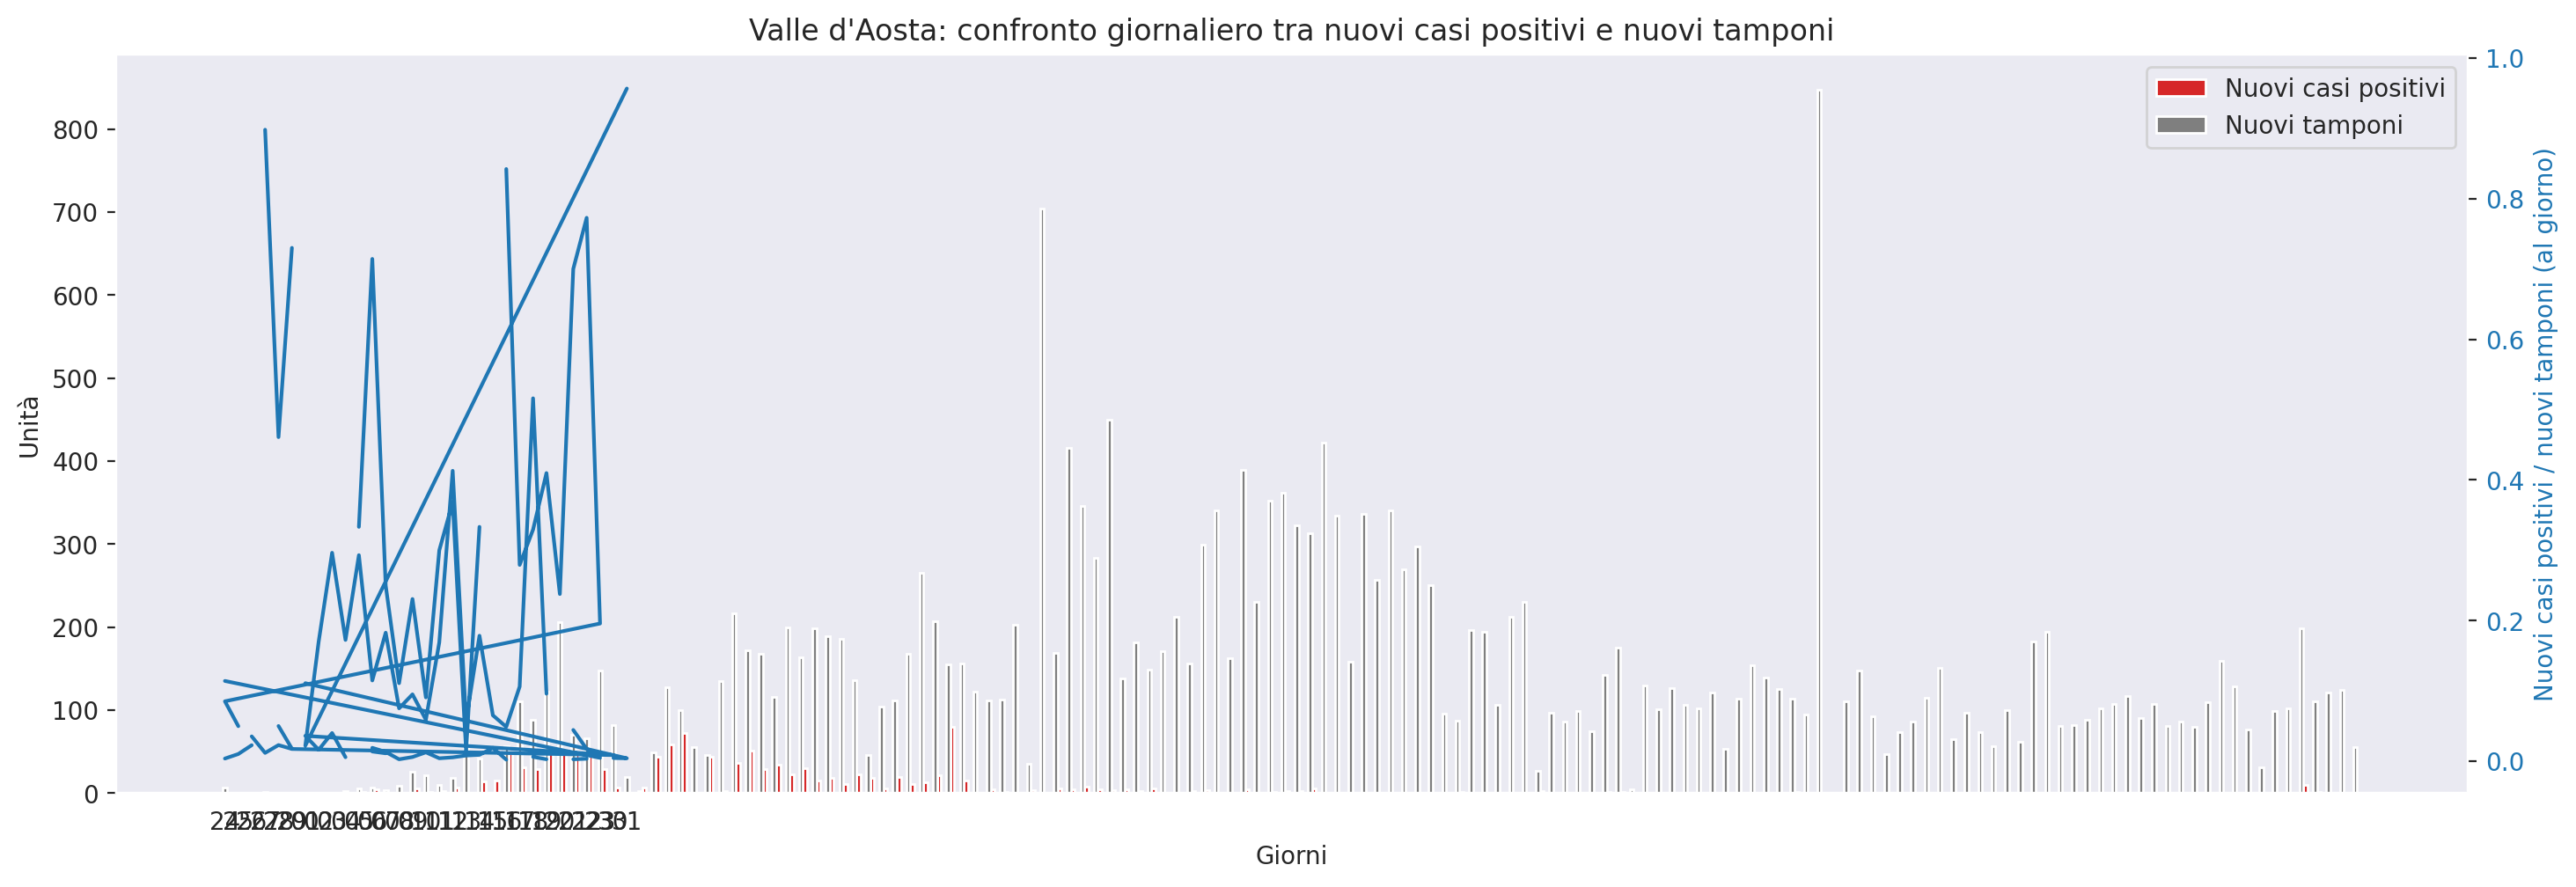 Valle d'Aosta: confronto giornaliero tra nuovi casi positivi e nuovi tamponi
Nuovi casi positivi
Nuovi tamponi
Unità
800
700
600
500
400
300
200
100
0
1.0
0.8
0.6
0.4
0.2
0.0
Nuovi casi positivi / nuovi tamponi (al giorno)
Giorni